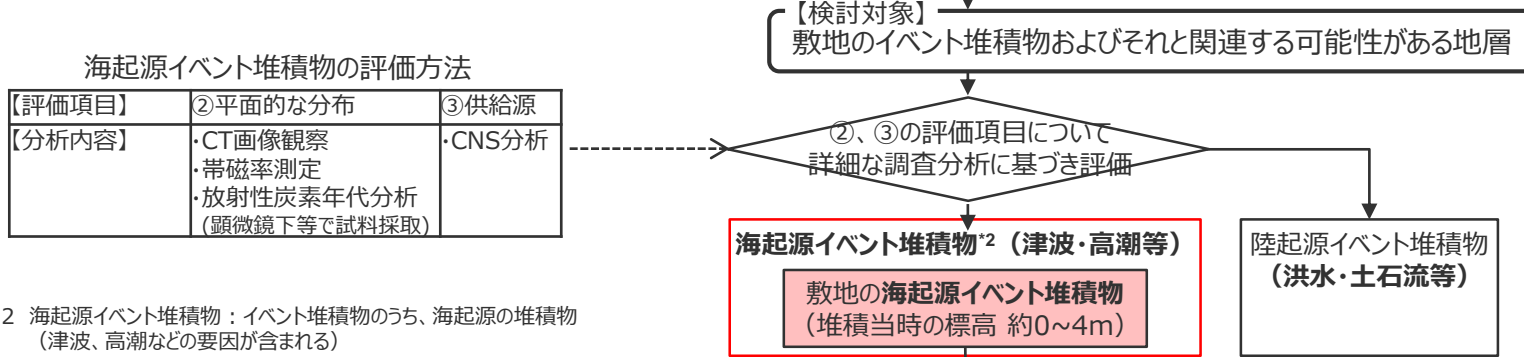 海起源イベント堆積物の評価方法
【評価項目】 ②平面的な分布 ③供給源
【分析内容】 ・CT画像観察 ・CNS分析
・帯磁率測定
・放射性炭素年代分析
(顕微鏡下等で試料採取)
2 海起源イベント堆積物：イベント堆積物のうち、海起源の堆積物
（津波、高潮などの要因が含まれる）
【検討対象】
敷地のイベント堆積物およびそれと関連する可能性がある地層
②、③の評価項目について
詳細な調査分析に基づき評価
海起源イベント堆積物*2（津波・高潮等）
敷地の海起源イベント堆積物
（堆積当時の標高 約0~4m）
陸起源イベント堆積物
（洪水・土石流等）